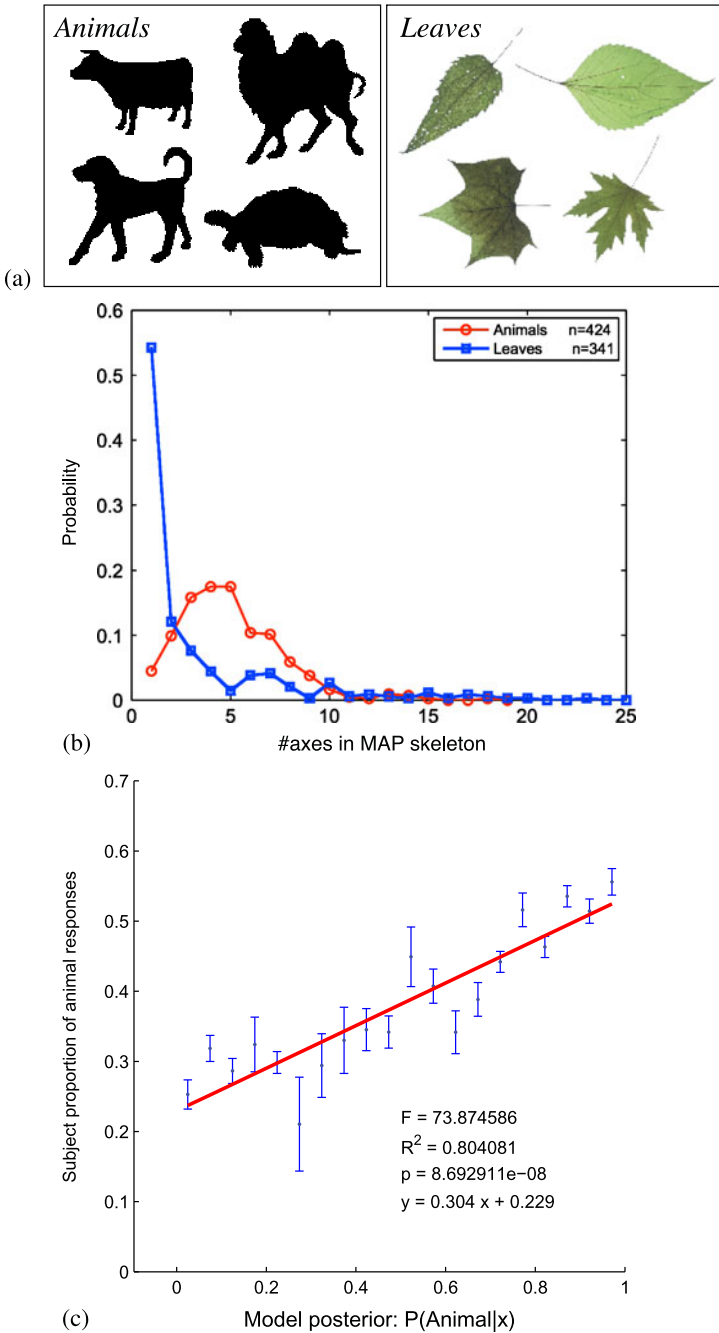 Animals
Leaves
(a)
0.6
0.5
0.4
0.3
0.2
0.1
0
Probability
Animals n=424
Leaves n=341
0 5 10 15 20 25
#axes in MAP skeleton
(b)
0.7
0.6
0.5
0.4
0.3
0.2
0.1
0
Subject proportion of animal responses
F = 73.874586
R² = 0.804081
p = 8.692911e−08
y = 0.304 x + 0.229
0 0.2 0.4 0.6 0.8 1
Model posterior: P(Animal|x)
(c)